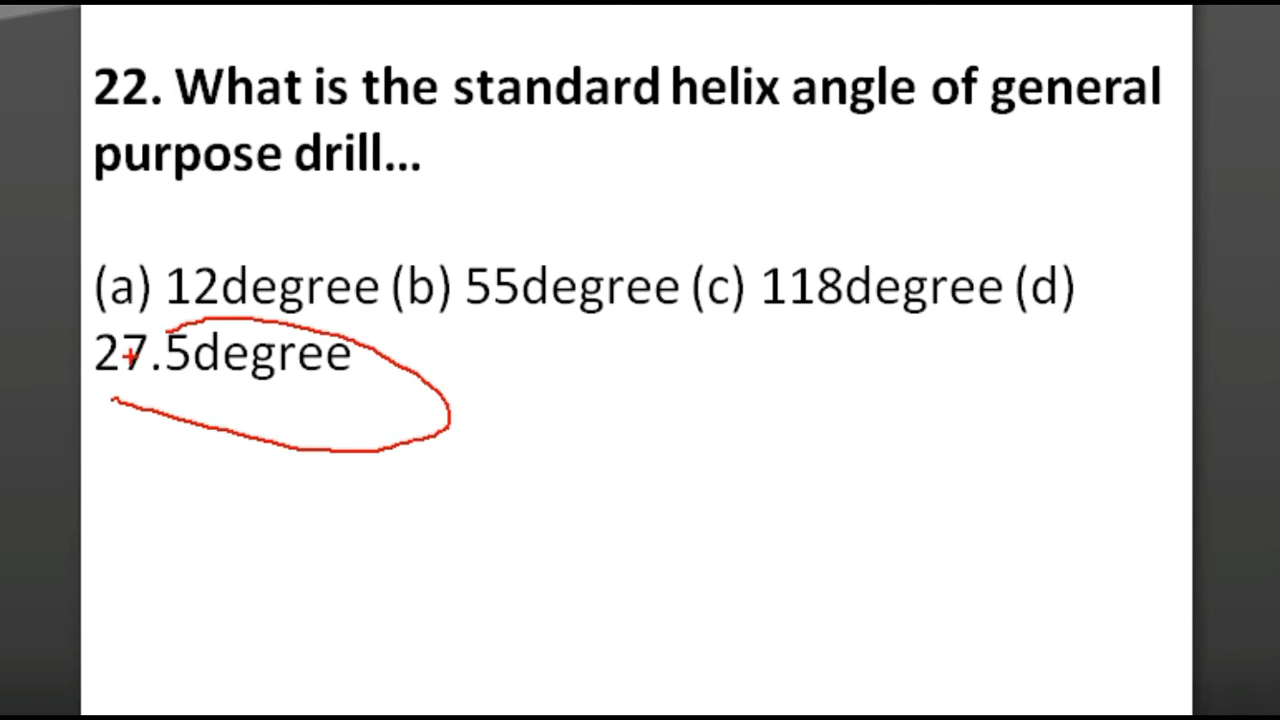 22. What is the standard helix angle of general
purpose drill...
(a) 12degree (b) 55degree (c) 118degree (d)
27.5degree